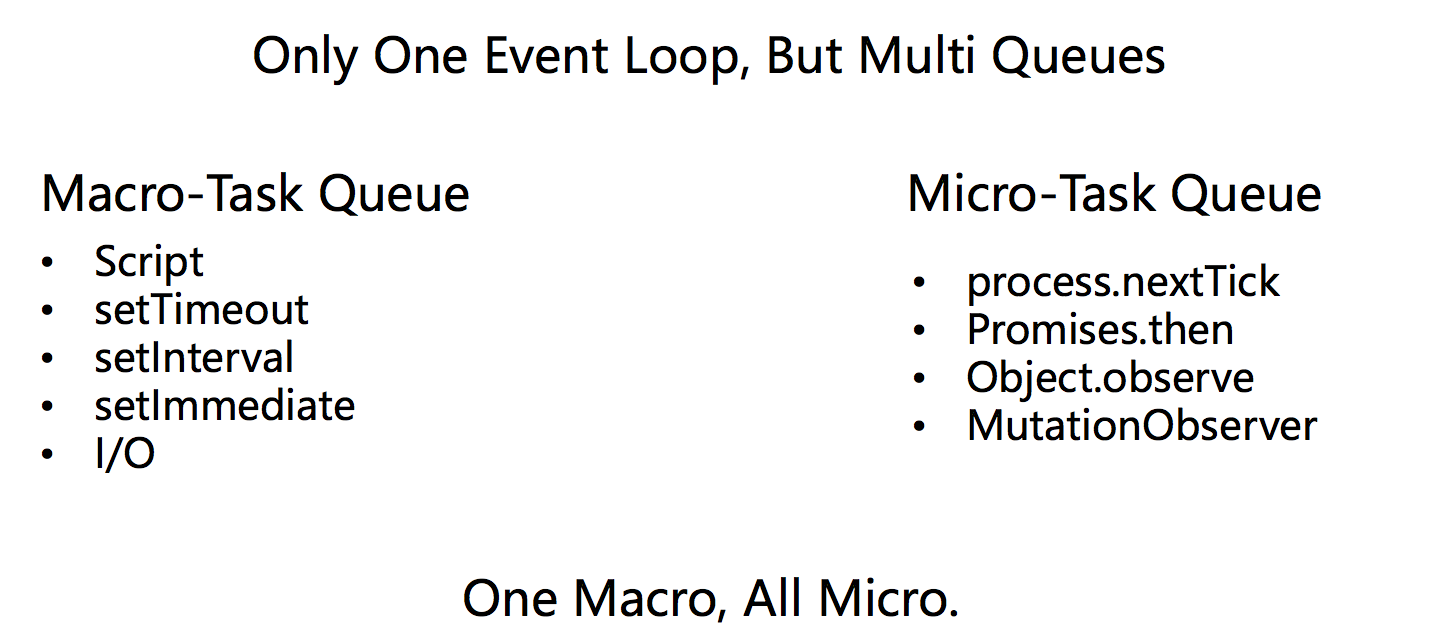 Only One Event Loop, But Multi Queues
Macro-Task Queue
• Script
• setTimeout
• setInterval
• setImmediate
• I/O
Micro-Task Queue
• process.nextTick
• Promises.then
• Object.observe
• MutationObserver
One Macro, All Micro.